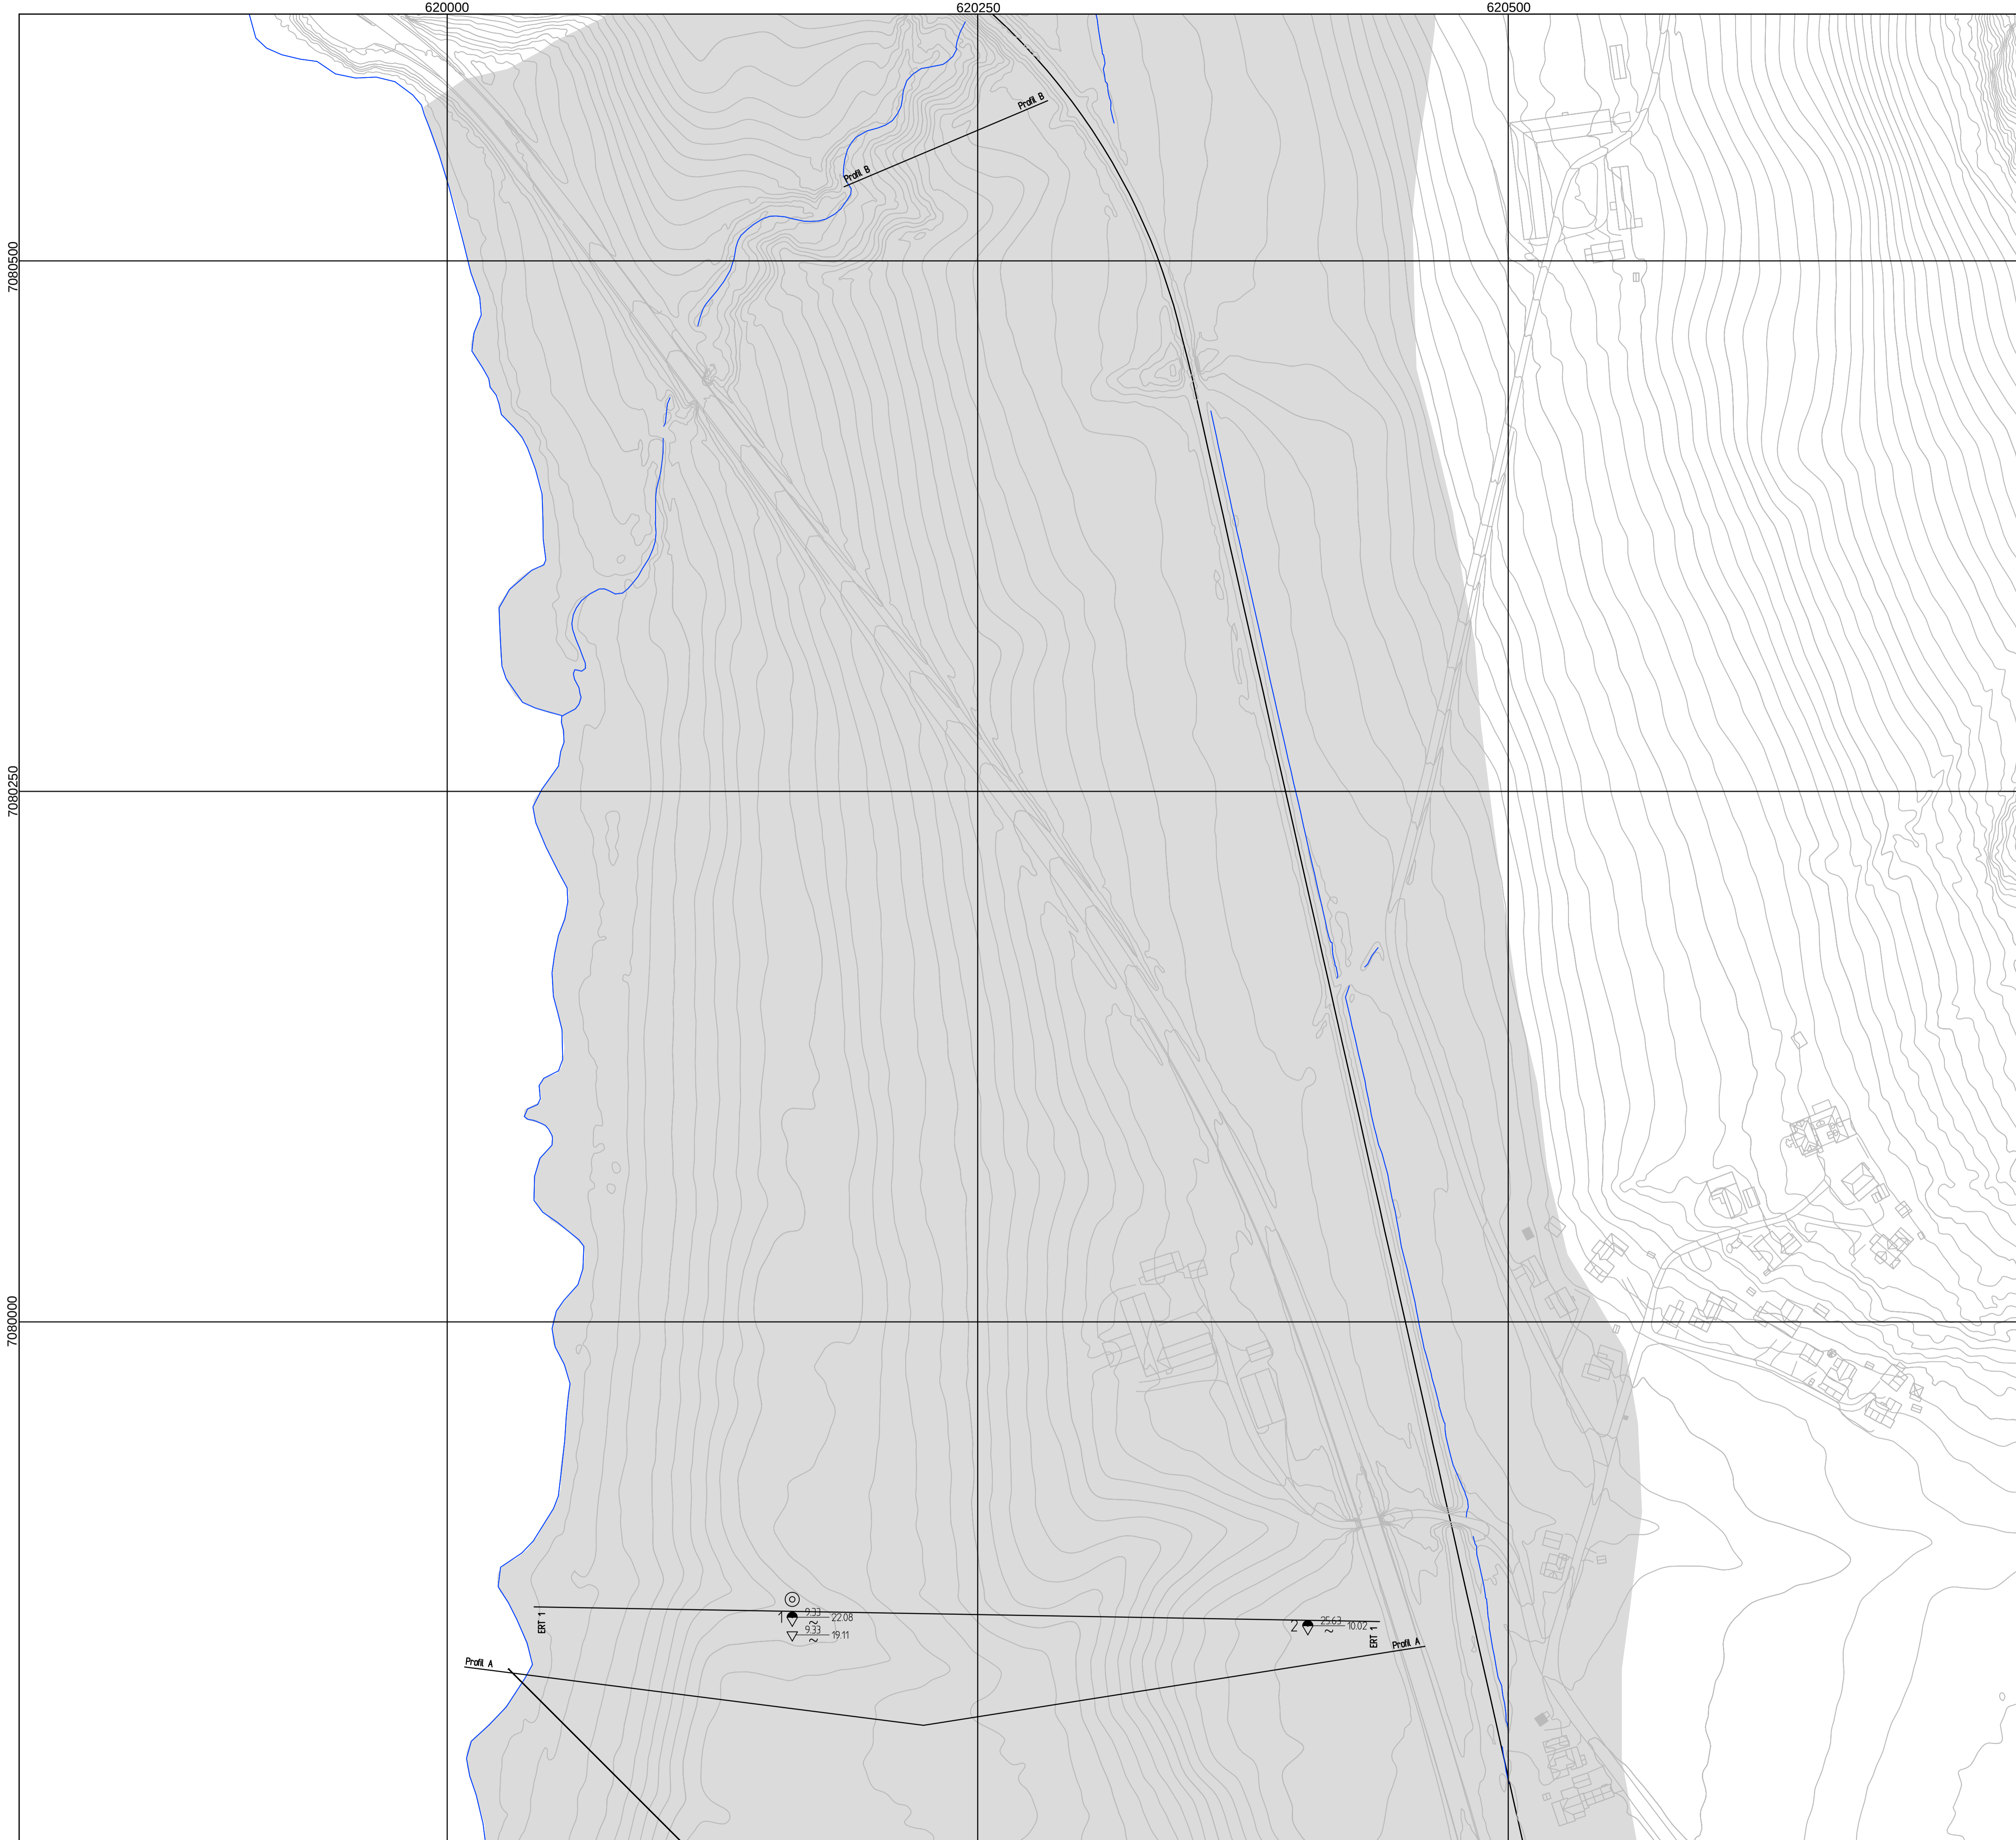 620000
620250
620500
Profil B
Profil B
7080500
7080250
7080000
ERT 1
1 9.33 ~ 22.08
9.33 ~ 19.11
2 25.63 ~ 10.02
ERT 1
Profil A
Profil A